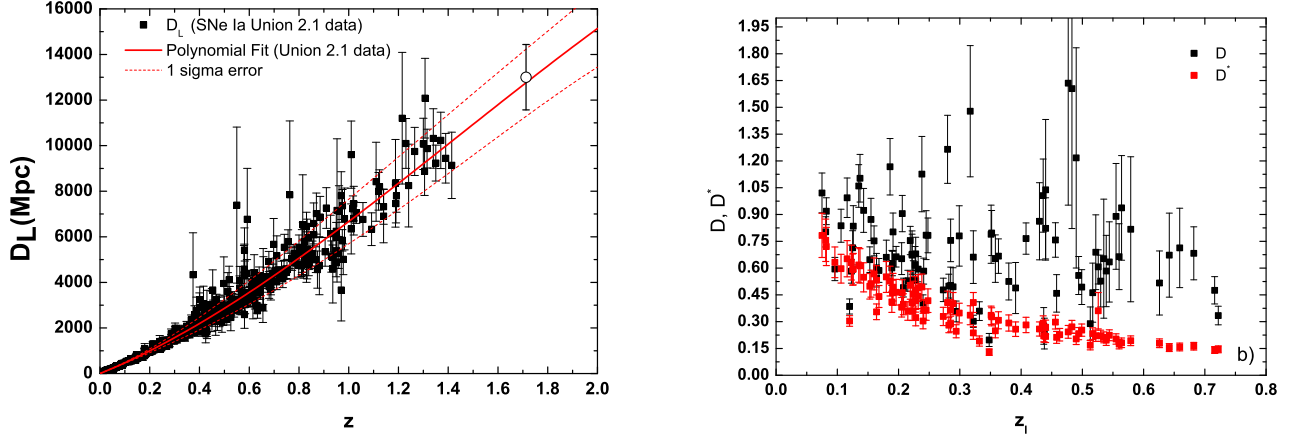 D_L (SNe Ia Union 2.1 data)
Polynomial Fit (Union 2.1 data)
1 sigma error
16000
14000
12000
10000
8000
6000
4000
2000
0
D_L(Mpc)
0.0 0.2 0.4 0.6 0.8 1.0 1.2 1.4 1.6 1.8 2.0
z
D
D*
1.95
1.80
1.65
1.50
1.35
1.20
1.05
0.90
0.75
0.60
0.45
0.30
0.15
0.00
D, D*
b)
0.0 0.1 0.2 0.3 0.4 0.5 0.6 0.7 0.8
z_l